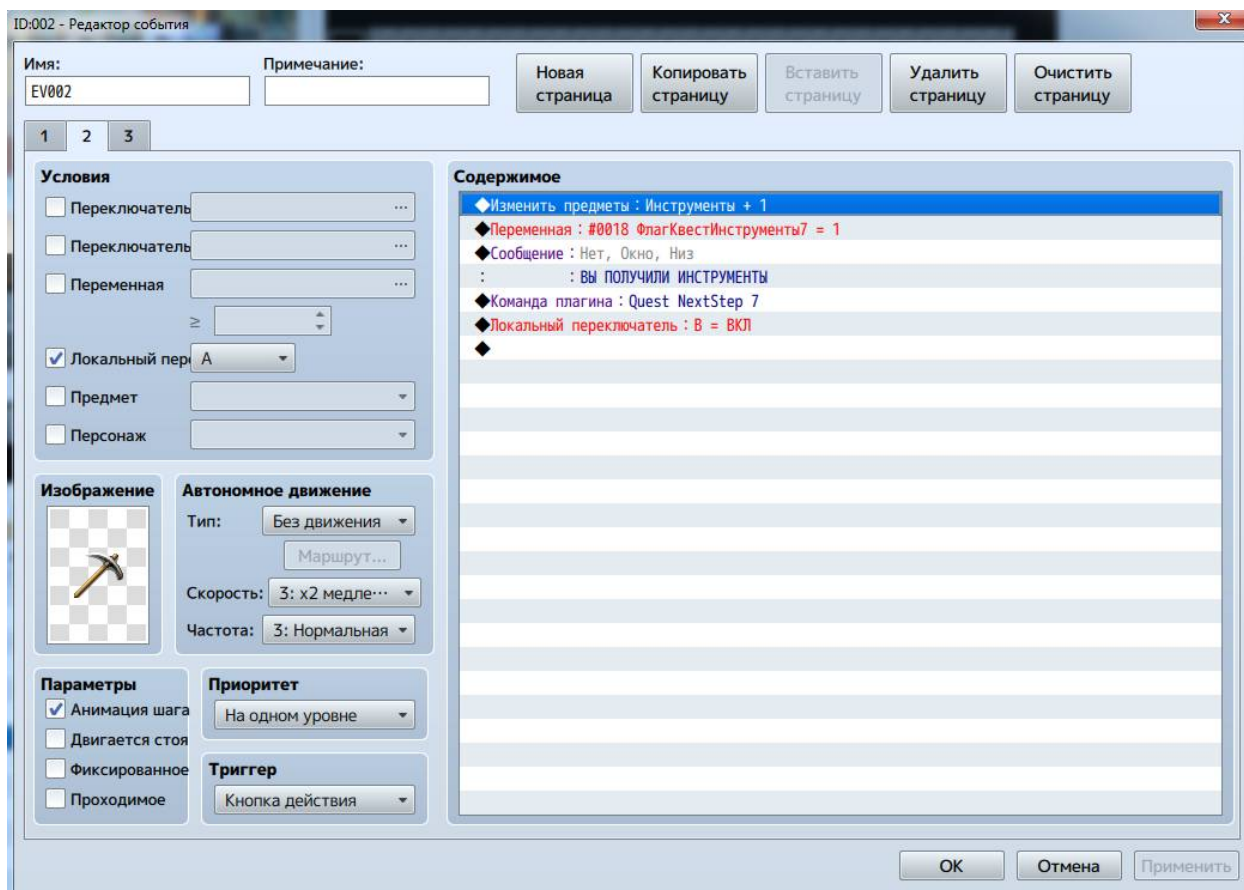 ID:002 - Редактор события
x
Имя:
Примечание:
EV002
Новая страница
Копировать страницу
Вставить страницу
Удалить страницу
Очистить страницу
1 2 3
Условия
Переключатель ...
Переключатель ...
Переменная ...
≥
Локальный пере A
Предмет
Персонаж
Изображение
Автономное движение
Тип: Без движения
Маршрут...
Скорость: 3: x2 медле...
Частота: 3: Нормальная
Параметры
Анимация шага
Двигается стоя
Фиксированное
Проходимое
Приоритет
На одном уровне
Триггер
Кнопка действия
Содержимое
◆Изменить предметы : Инструменты + 1
◆Переменная : #0018 ФлагКвестИнструменты7 = 1
◆Сообщение : Нет, Окно, Низ
: : ВЫ ПОЛУЧИЛИ ИНСТРУМЕНТЫ
◆Команда плагина : Quest NextStep 7
◆Локальный переключатель : B = ВКЛ
◆
OK
Отмена
Применить